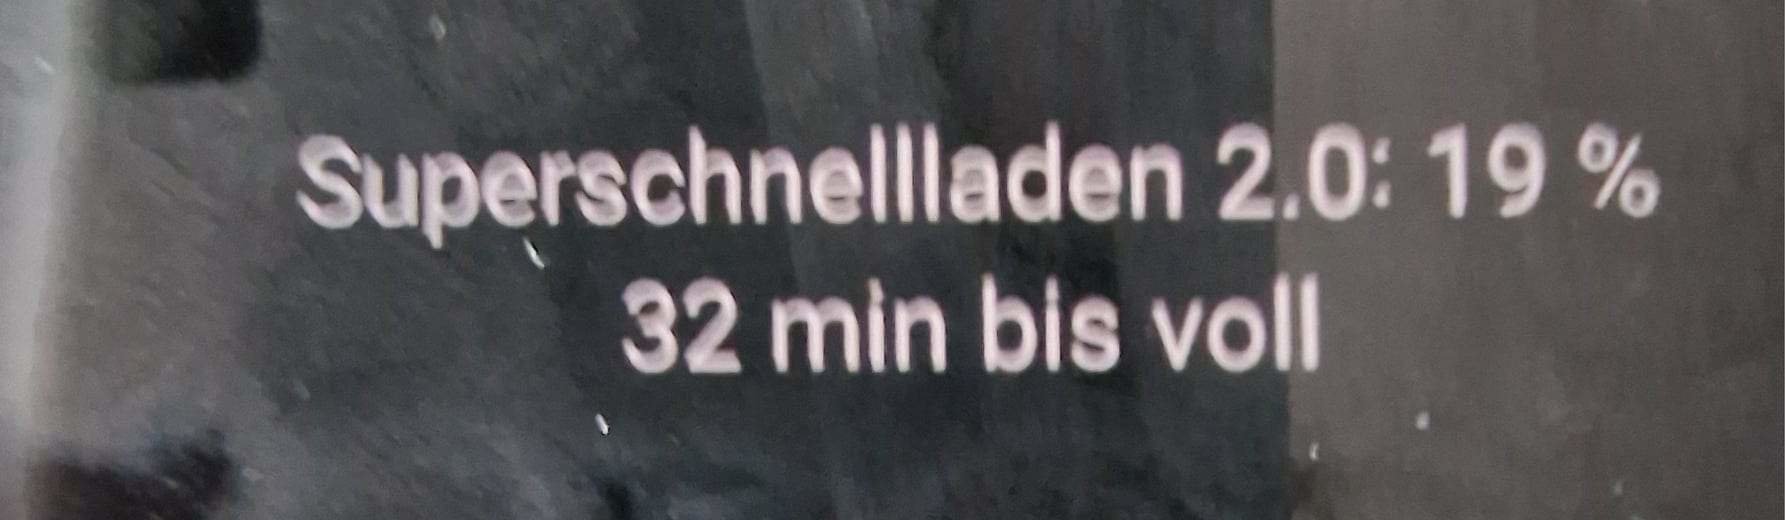 Superschnellladen 2.0: 19 %
32 min bis voll